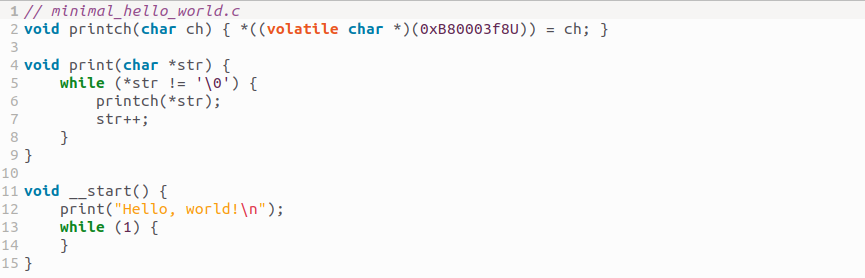 1 // minimal_hello_world.c
2 void printch(char ch) { *((volatile char *)(0xB80003f8U)) = ch; }
3
4 void print(char *str) {
5     while (*str != '\0') {
6         printch(*str);
7         str++;
8     }
9 }
10
11 void __start() {
12     print("Hello, world!\n");
13     while (1) {
14     }
15 }